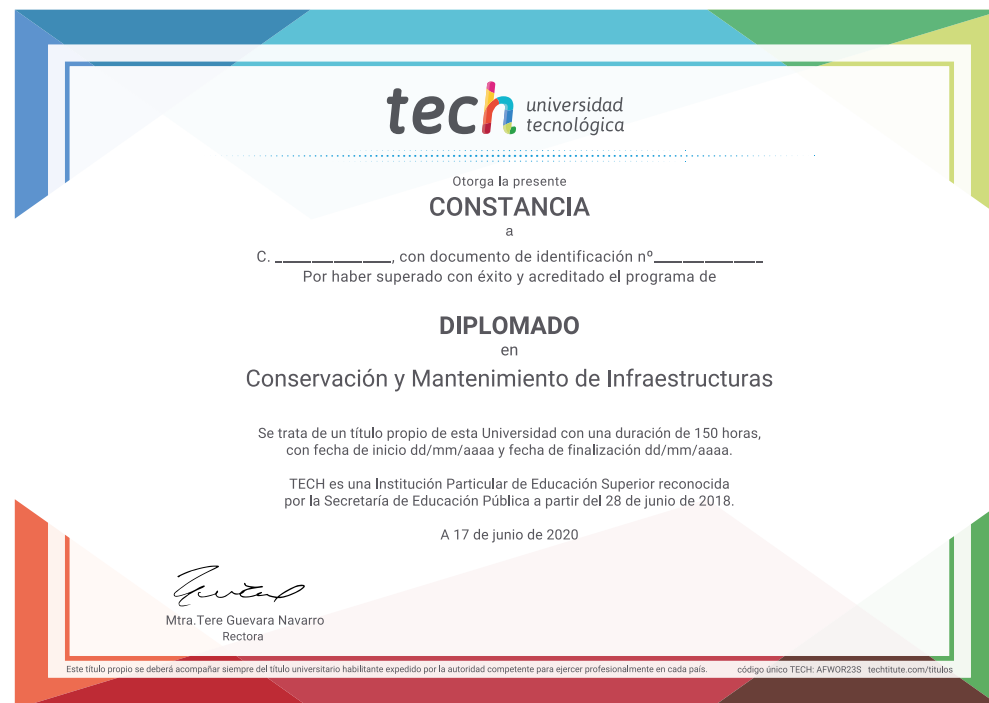 tech universidad
tecnológica
Otorga la presente
CONSTANCIA
a
C. ______________, con documento de identificación nº______________
Por haber superado con éxito y acreditado el programa de
DIPLOMADO
en
Conservación y Mantenimiento de Infraestructuras
Se trata de un título propio de esta Universidad con una duración de 150 horas,
con fecha de inicio dd/mm/aaaa y fecha de finalización dd/mm/aaaa.
TECH es una Institución Particular de Educación Superior reconocida
por la Secretaría de Educación Pública a partir del 28 de junio de 2018.
A 17 de junio de 2020
Mtra.Tere Guevara Navarro
Rectora
Este título propio se deberá acompañar siempre del título universitario habilitante expedido por la autoridad competente para ejercer profesionalmente en cada país. código único TECH: AFWOR23S techtitute.com/titulos